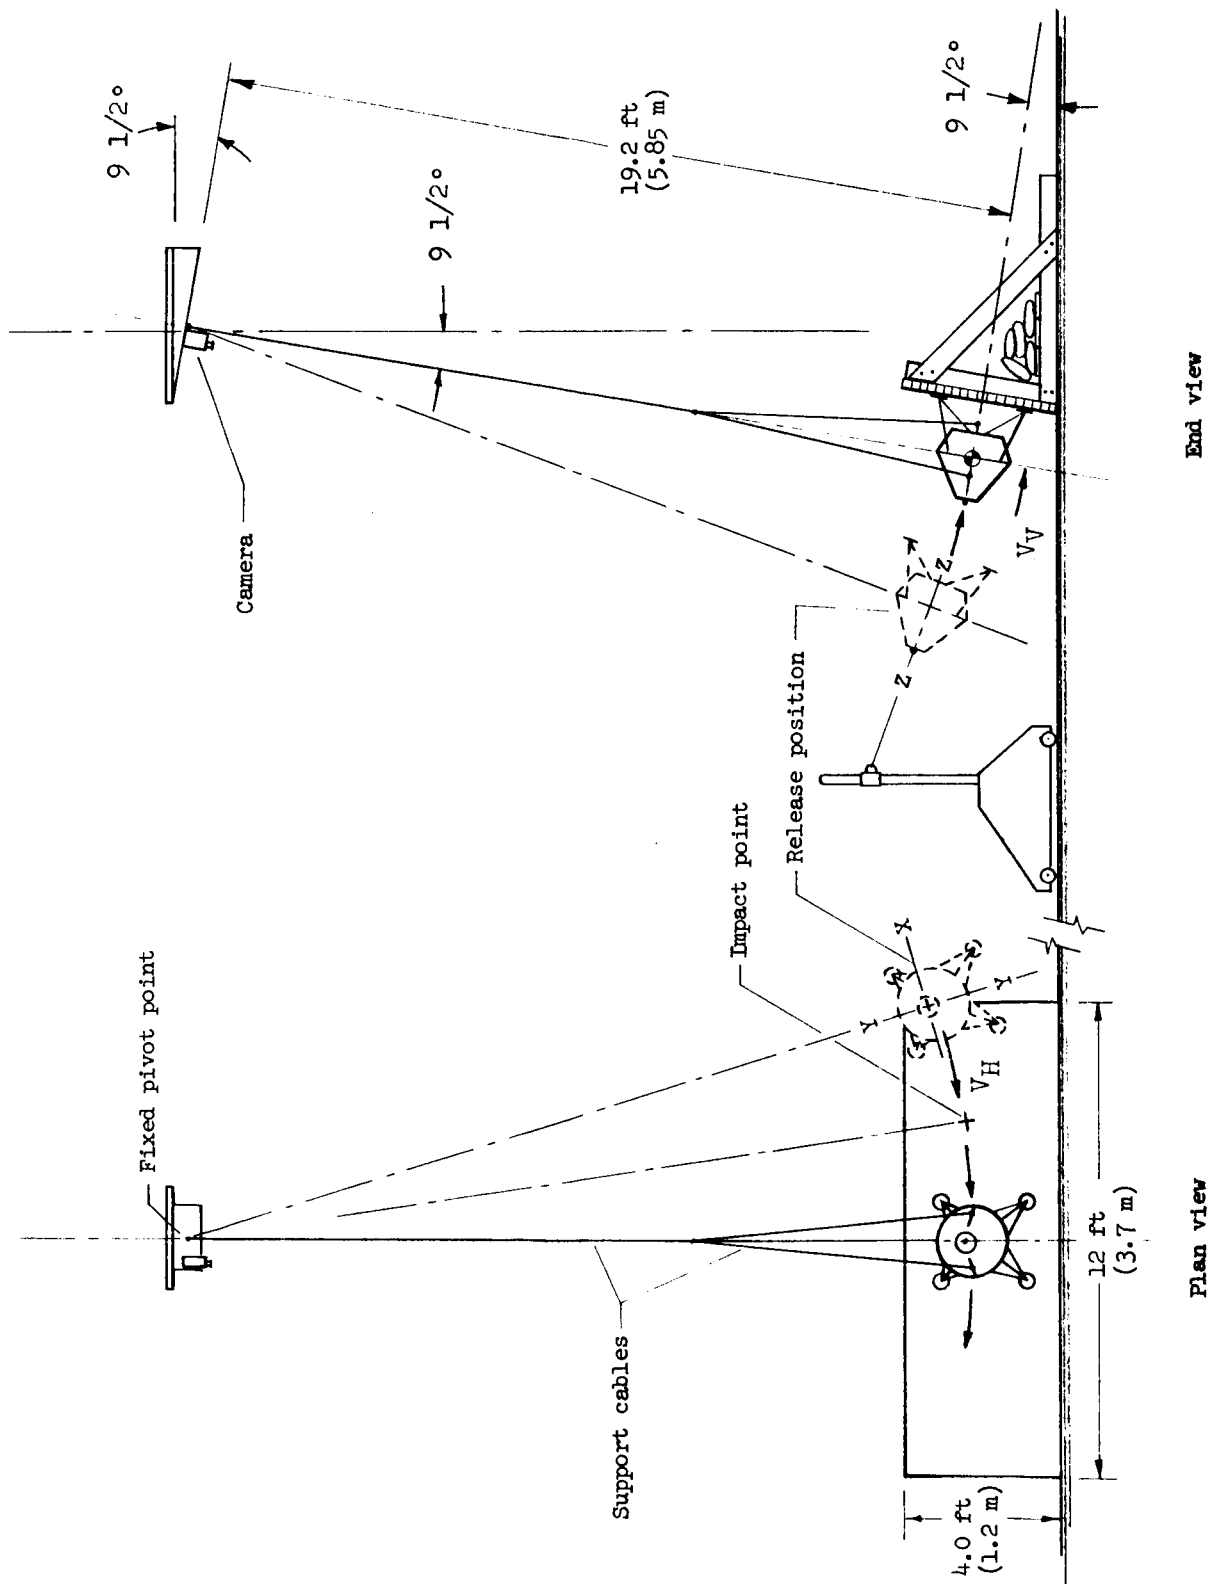 Fixed pivot point
Support cables
Impact point
Release position
X
X
Y
Y
V_H
4.0 ft
(1.2 m)
12 ft
(3.7 m)
Plan view
9 1/2°
Camera
9 1/2°
19.2 ft
(5.85 m)
9 1/2°
Z
Z
V_V
End view